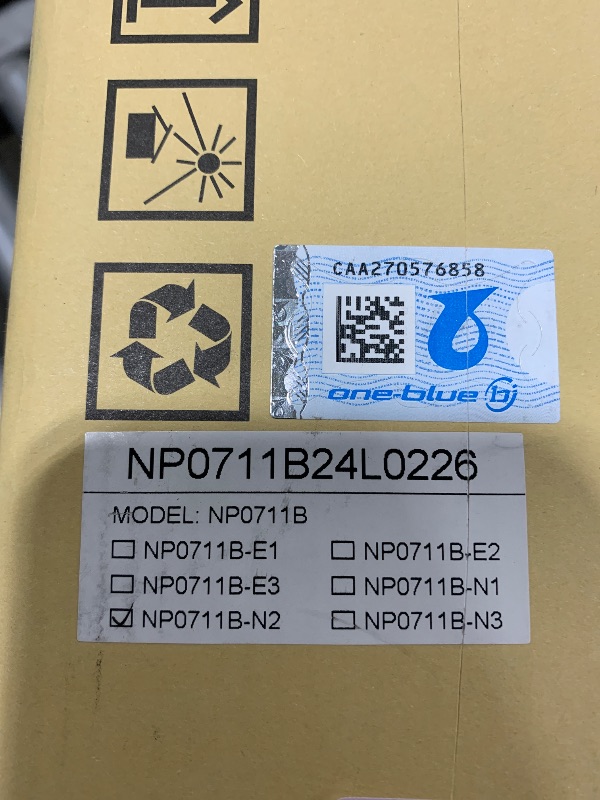 CAA270576858
one-blue
NP0711B24L0226
MODEL: NP0711B
NP0711B-E1 NP0711B-E2
NP0711B-E3 NP0711B-N1
NP0711B-N2 NP0711B-N3